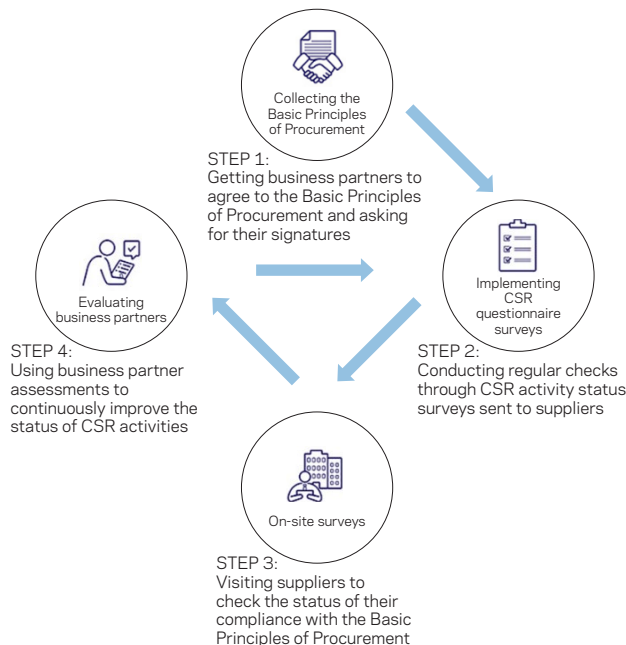 Collecting the
Basic Principles
of Procurement
STEP 1:
Getting business partners to
agree to the Basic Principles
of Procurement and asking
for their signatures
Implementing
CSR
questionnaire
surveys
STEP 2:
Conducting regular checks
through CSR activity status
surveys sent to suppliers
On-site surveys
STEP 3:
Visiting suppliers to
check the status of their
compliance with the Basic
Principles of Procurement
Evaluating
business partners
STEP 4:
Using business partner
assessments to
continuously improve the
status of CSR activities